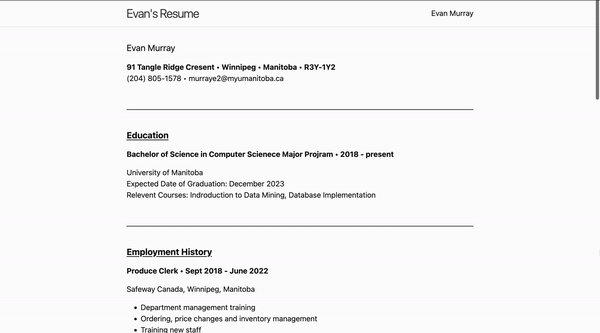 Evan's Resume
Evan Murray
Evan Murray
91 Tangle Ridge Cresent • Winnipeg • Manitoba • R3Y-1Y2
(204) 805-1578 • murraye2@myumanitoba.ca
Education
Bachelor of Science in Computer Scienece Major Projram • 2018 - present
University of Manitoba
Expected Date of Graduation: December 2023
Relevent Courses: Indroduction to Data Mining, Database Implementation
Employment History
Produce Clerk • Sept 2018 - June 2022
Safeway Canada, Winnipeg, Manitoba
• Department management training
• Ordering, price changes and inventory management
• Training new staff